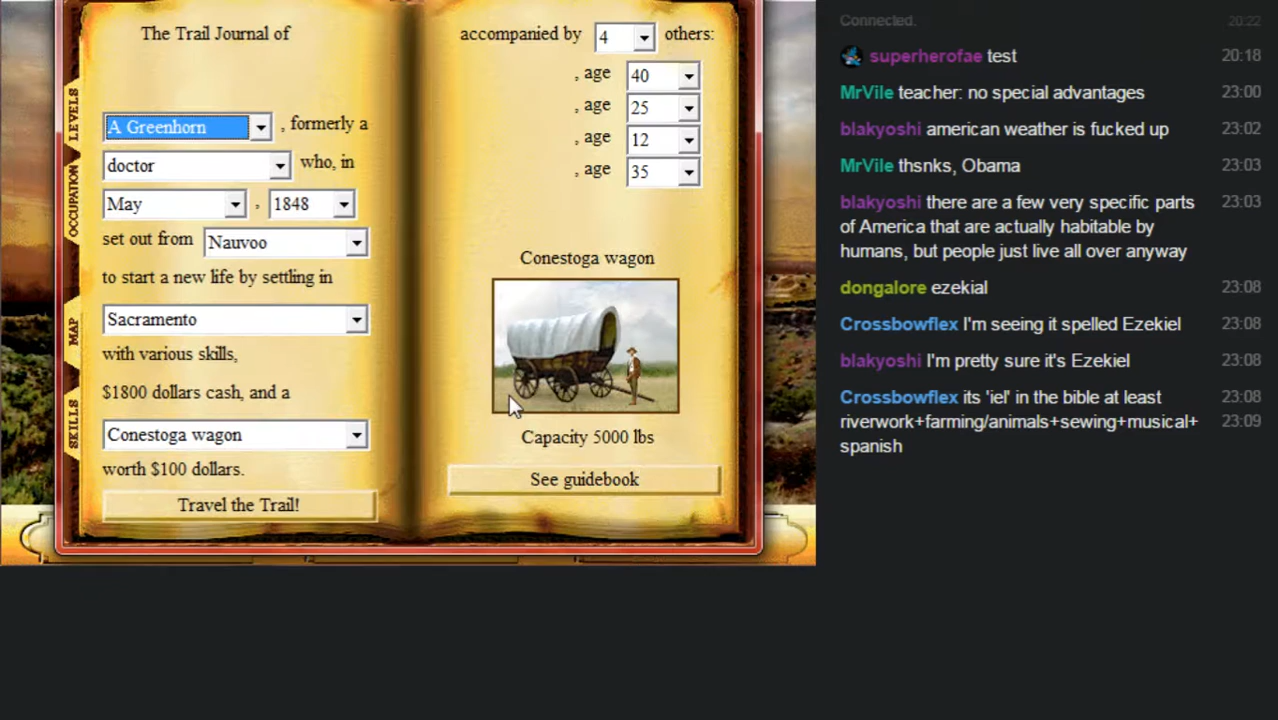 The Trail Journal of
A Greenhorn , formerly a
doctor who, in
May , 1848
set out from Nauvoo
to start a new life by settling in
Sacramento
with various skills,
$1800 dollars cash, and a
Conestoga wagon
worth $100 dollars.
Travel the Trail!
LEVELS
OCCUPATION
MAP
SKILLS
accompanied by 4 others:
, age 40
, age 25
, age 12
, age 35
Conestoga wagon
Capacity 5000 lbs
See guidebook
Connected. 20:22
superherofae test 20:18
MrVile teacher: no special advantages 23:00
blakyoshi american weather is fucked up 23:02
MrVile thsnks, Obama 23:03
blakyoshi there are a few very specific parts 23:03
of America that are actually habitable by
humans, but people just live all over anyway
dongalore ezekial 23:08
Crossbowflex I'm seeing it spelled Ezekiel 23:08
blakyoshi I'm pretty sure it's Ezekiel 23:08
Crossbowflex its 'iel' in the bible at least 23:08
riverwork+farming/animals+sewing+musical+ 23:09
spanish